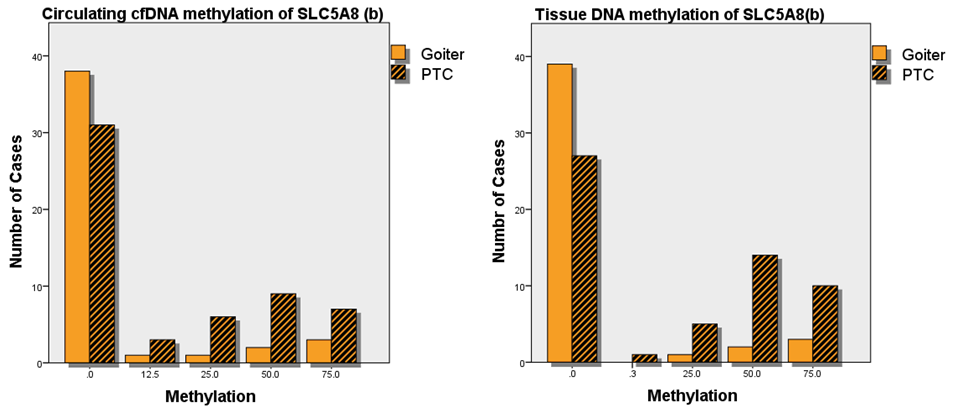 Circulating cfDNA methylation of SLC5A8 (b)
Goiter
PTC
Number of Cases
40
30
20
10
0
.0 12.5 25.0 50.0 75.0
Methylation
Tissue DNA methylation of SLC5A8(b)
Goiter
PTC
Numbr of Cases
40
30
20
10
0
.0 .3 25.0 50.0 75.0
Methylation